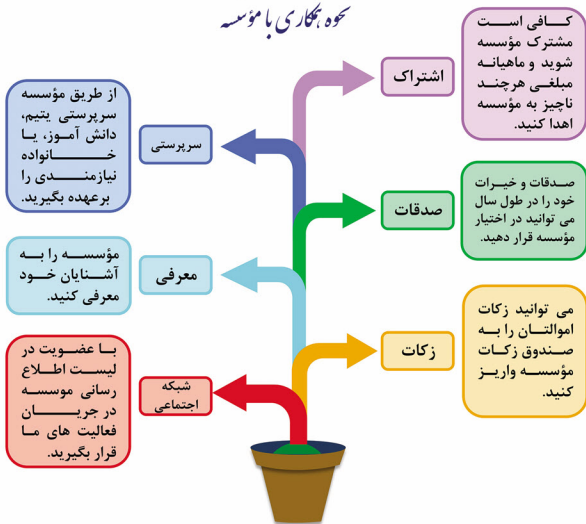 نحوه همکاری با مؤسسه
کافی است
مشترک مؤسسه
شوید و ماهیانه
مبلغی هرچند
ناچیز به مؤسسه
اهدا کنید.
اشتراک
از طریق مؤسسه
سرپرستی یتیم،
دانش آموز، یا
خانواده
نیازمندی را
برعهده بگیرید.
سرپرستی
صدقات و خیرات
خود را در طول سال
می توانید در اختیار
مؤسسه قرار دهید.
صدقات
مؤسسه را به
آشنایان خود
معرفی کنید.
معرفی
می توانید زکات
اموالتان را به
صندوق زکات
مؤسسه واریز
کنید.
زکات
با عضویت در
لیست اطلاع
رسانی موسسه
در جریان
فعالیت های ما
قرار بگیرید.
شبکه
اجتماعی